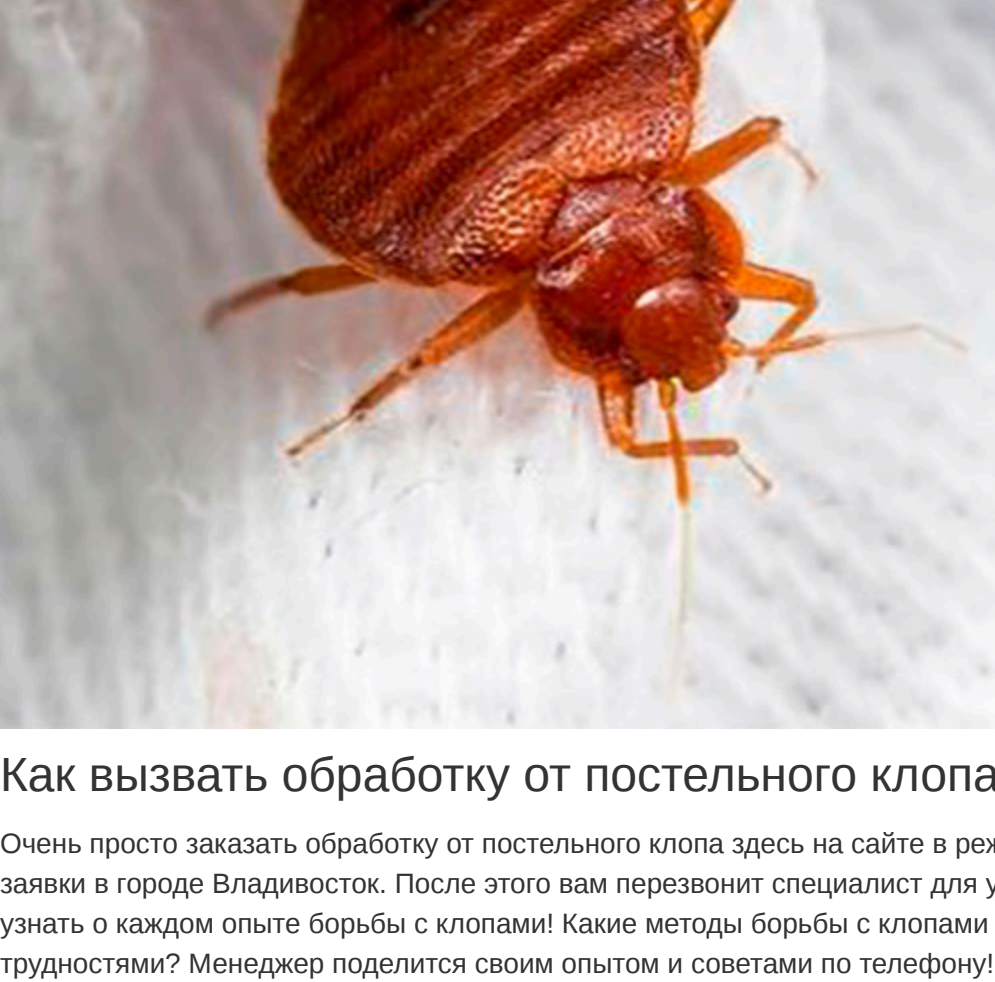 Как вызвать обработку от постельного клопа
Очень просто заказать обработку от постельного клопа здесь на сайте в
заявки в городе Владивосток. После этого вам перезвонит специалист для
узнать о каждом опыте борьбы с клопами! Какие методы борьбы с клопами
трудностями? Менеджер поделится своим опытом и советами по телефону!